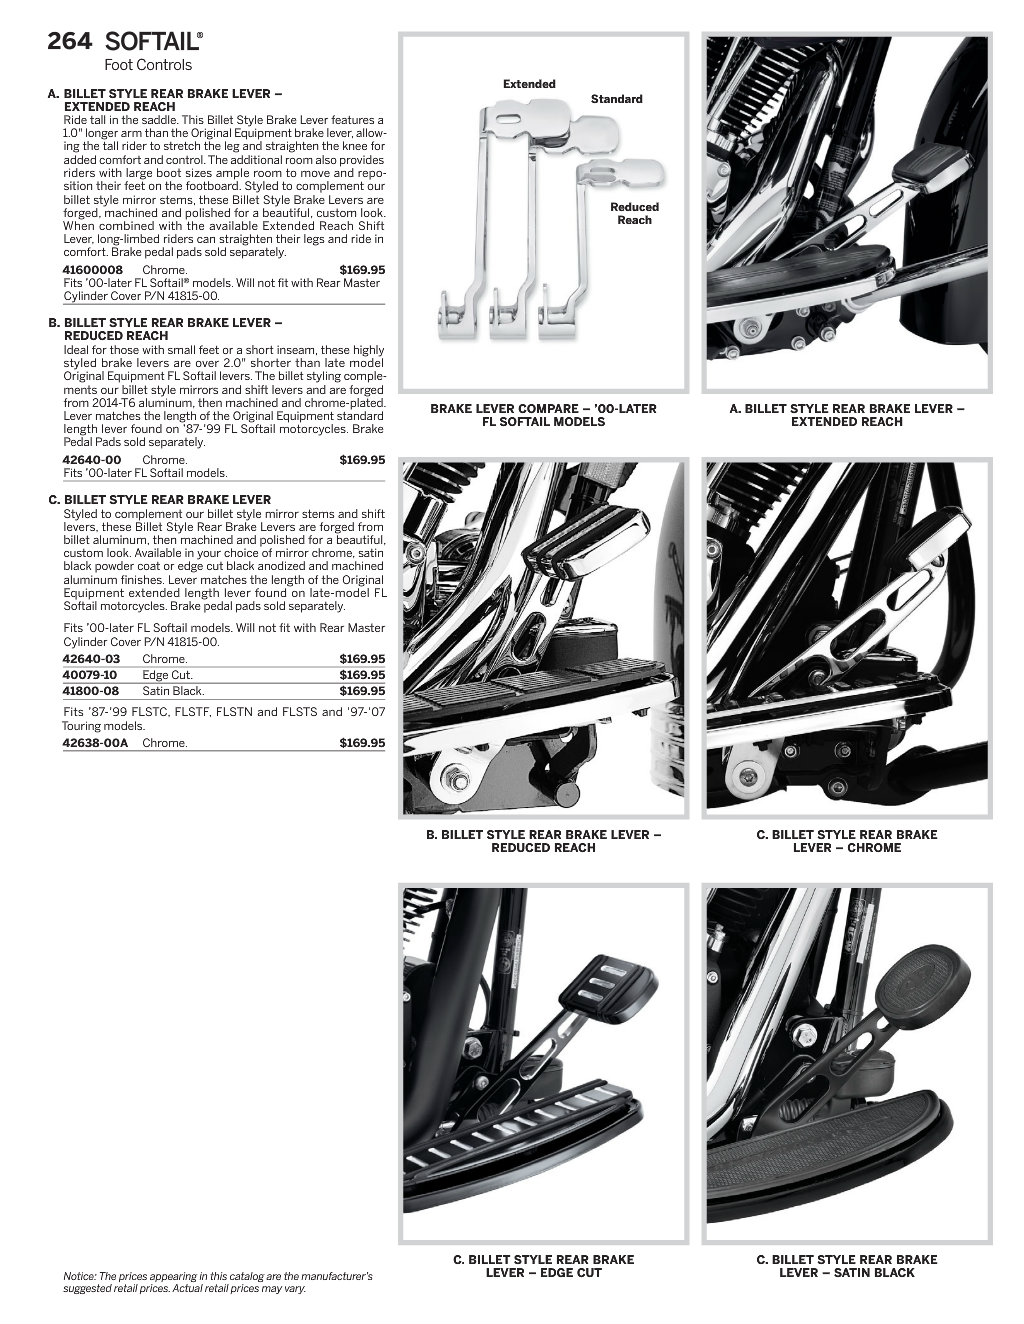 264 SOFTAIL®
Foot Controls
A. BILLET STYLE REAR BRAKE LEVER –
EXTENDED REACH
Ride tall in the saddle. This Billet Style Brake Lever features a
1.0" longer arm than the Original Equipment brake lever, allow-
ing the tall rider to stretch the leg and straighten the knee for
added comfort and control. The additional room also provides
riders with large boot sizes ample room to move and repo-
sition their feet on the footboard. Styled to complement our
billet style mirror stems, these Billet Style Brake Levers are
forged, machined and polished for a beautiful, custom look.
When combined with the available Extended Reach Shift
Lever, long-limbed riders can straighten their legs and ride in
comfort. Brake pedal pads sold separately.
41600008 Chrome. $169.95
Fits ’00-later FL Softail® models. Will not fit with Rear Master
Cylinder Cover P/N 41815-00.
B. BILLET STYLE REAR BRAKE LEVER –
REDUCED REACH
Ideal for those with small feet or a short inseam, these highly
styled brake levers are over 2.0" shorter than late model
Original Equipment FL Softail levers. The billet styling comple-
ments our billet style mirrors and shift levers and are forged
from 2014-T6 aluminum, then machined and chrome-plated.
Lever matches the length of the Original Equipment standard
length lever found on ’87-’99 FL Softail motorcycles. Brake
Pedal Pads sold separately.
42640-00 Chrome. $169.95
Fits ’00-later FL Softail models.
C. BILLET STYLE REAR BRAKE LEVER
Styled to complement our billet style mirror stems and shift
levers, these Billet Style Rear Brake Levers are forged from
billet aluminum, then machined and polished for a beautiful,
custom look. Available in your choice of mirror chrome, satin
black powder coat or edge cut black anodized and machined
aluminum finishes. Lever matches the length of the Original
Equipment extended length lever found on late-model FL
Softail motorcycles. Brake pedal pads sold separately.
Fits ’00-later FL Softail models. Will not fit with Rear Master
Cylinder Cover P/N 41815-00.
42640-03 Chrome. $169.95
40079-10 Edge Cut. $169.95
41800-08 Satin Black. $169.95
Fits ’87-’99 FLSTC, FLSTF, FLSTN and FLSTS and ’97-’07
Touring models.
42638-00A Chrome. $169.95
Notice: The prices appearing in this catalog are the manufacturer’s
suggested retail prices. Actual retail prices may vary.
Extended
Standard
Reduced
Reach
BRAKE LEVER COMPARE – ’00-LATER
FL SOFTAIL MODELS
A. BILLET STYLE REAR BRAKE LEVER –
EXTENDED REACH
B. BILLET STYLE REAR BRAKE LEVER –
REDUCED REACH
C. BILLET STYLE REAR BRAKE
LEVER – CHROME
C. BILLET STYLE REAR BRAKE
LEVER – EDGE CUT
C. BILLET STYLE REAR BRAKE
LEVER – SATIN BLACK